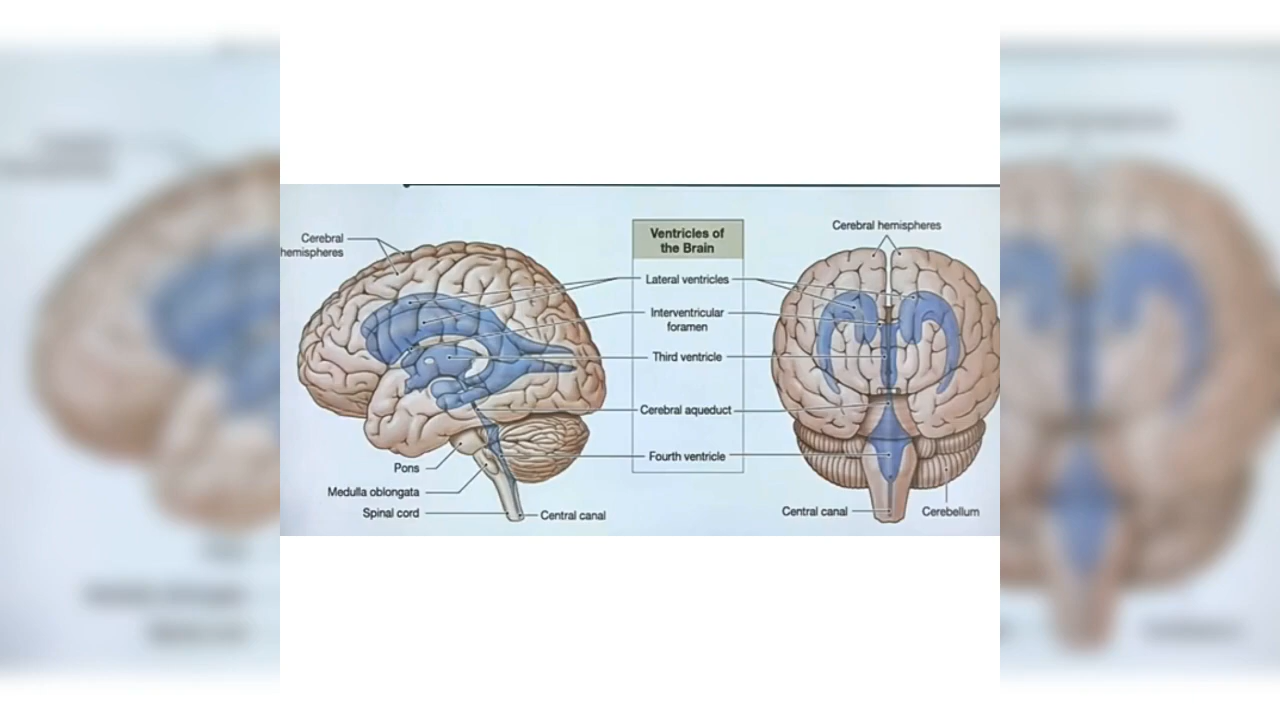 Cerebral
hemispheres
Pons
Medulla oblongata
Spinal cord
Central canal
Ventricles of
the Brain
Lateral ventricles
Interventricular
foramen
Third ventricle
Cerebral aqueduct
Fourth ventricle
Cerebral hemispheres
Central canal
Cerebellum